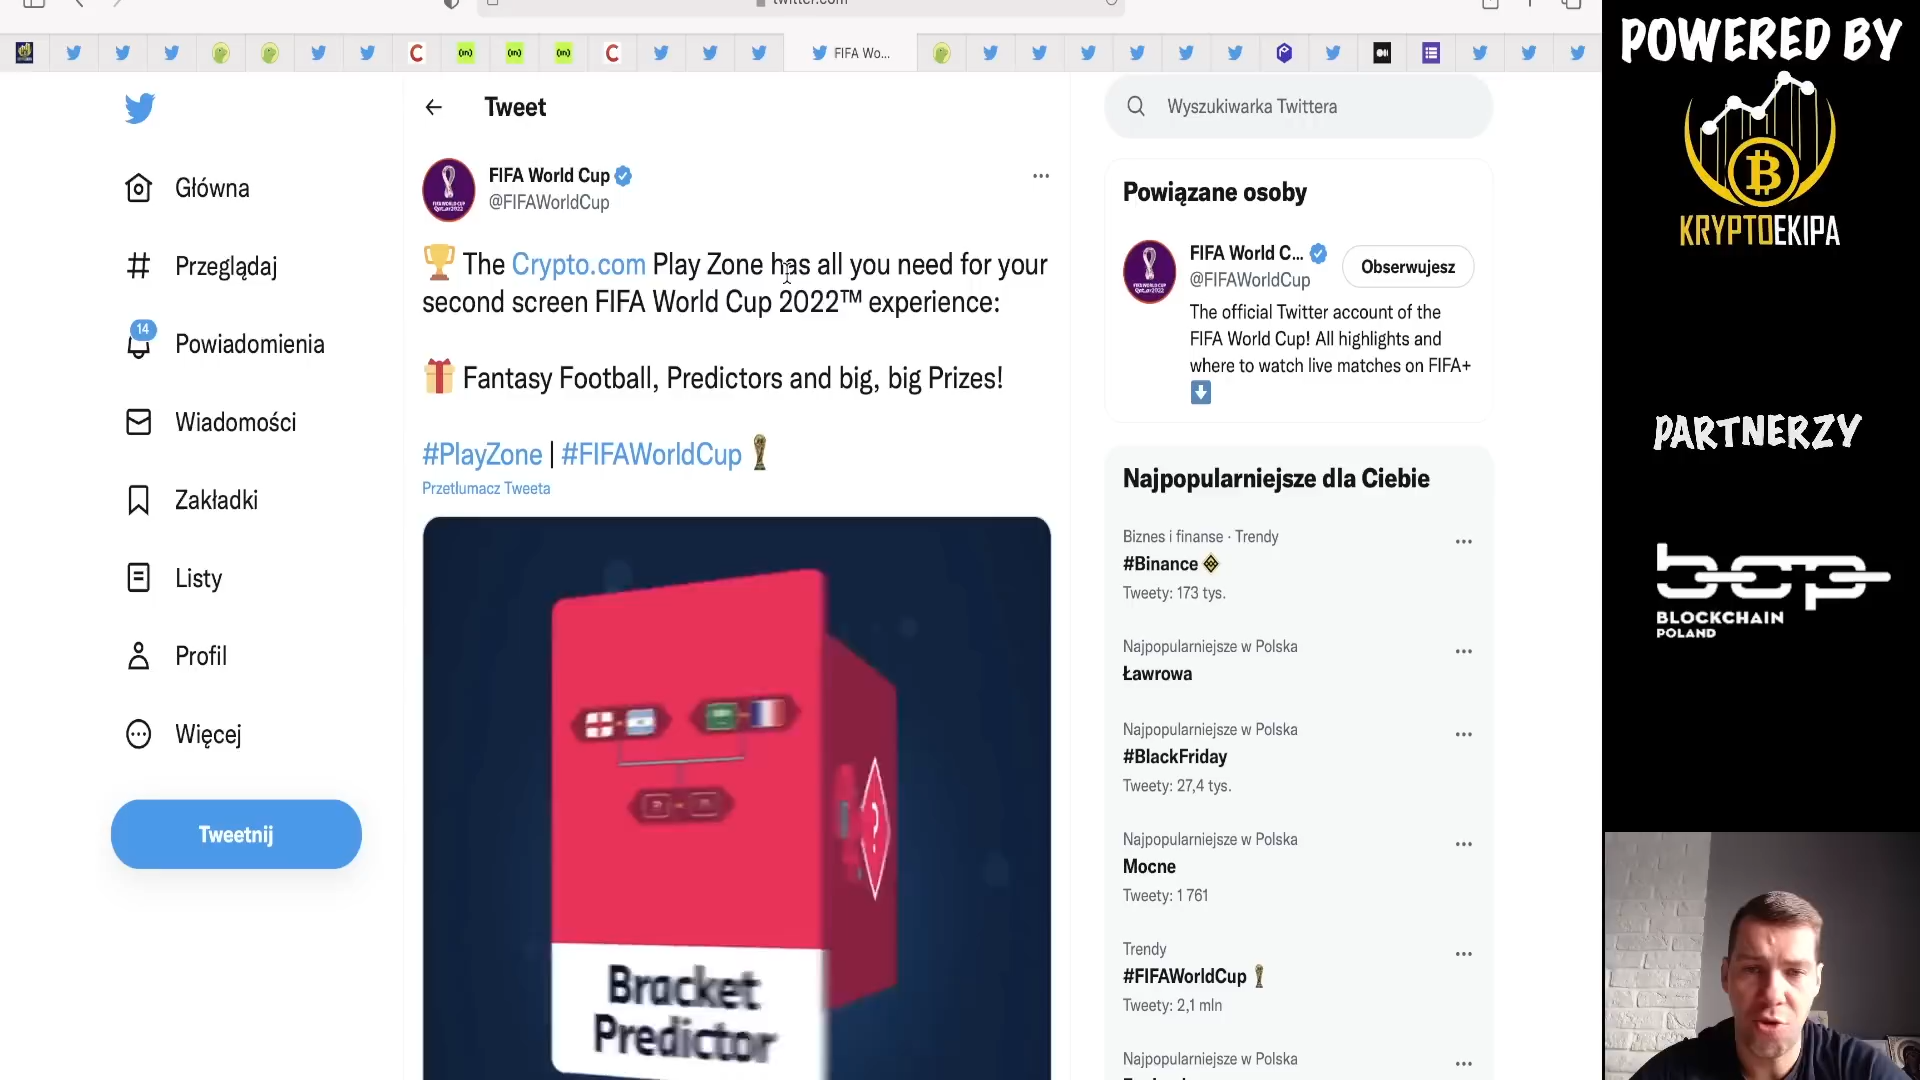 twitter.com
FIFA Wo...
Tweet
Wyszukiwarka Twittera
Główna
Przeglądaj
14
Powiadomienia
Wiadomości
Zakładki
Listy
Profil
Więcej
Tweetnij
FIFA World Cup
@FIFAWorldCup
The Crypto.com Play Zone has all you need for your
second screen FIFA World Cup 2022™ experience:
Fantasy Football, Predictors and big, big Prizes!
#PlayZone | #FIFAWorldCup
Przetłumacz Tweeta
Bracket
Predictor
?
Powiązane osoby
FIFA World C...
@FIFAWorldCup
Obserwujesz
The official Twitter account of the
FIFA World Cup! All highlights and
where to watch live matches on FIFA+
Najpopularniejsze dla Ciebie
Biznes i finanse · Trendy
#Binance
Tweety: 173 tys.
Najpopularniejsze w Polska
Ławrowa
Najpopularniejsze w Polska
#BlackFriday
Tweety: 27,4 tys.
Najpopularniejsze w Polska
Mocne
Tweety: 1 761
Trendy
#FIFAWorldCup
Tweety: 2,1 mln
Najpopularniejsze w Polska
POWERED BY
KRYPTOEKIPA
PARTNERZY
bcp
BLOCKCHAIN
POLAND